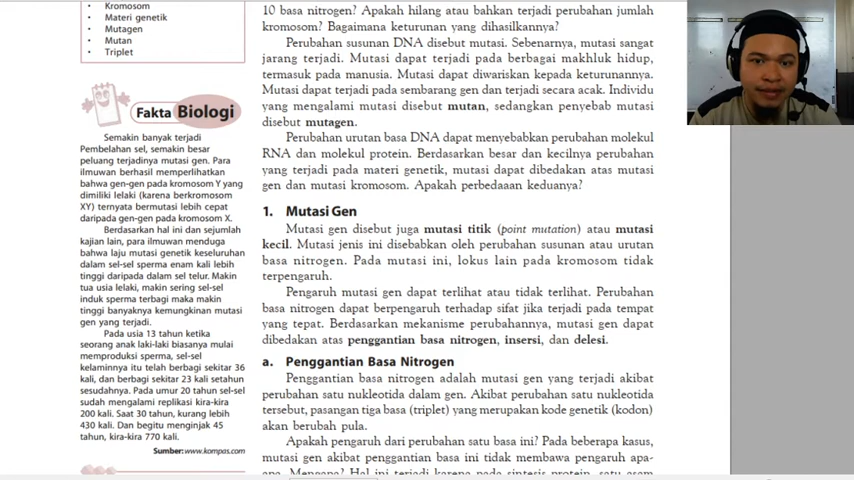 Kromosom
Materi genetik
Mutagen
Mutan
Triplet
Fakta Biologi
Semakin banyak terjadi
Pembelahan sel, semakin besar
peluang terjadinya mutasi gen. Para
ilmuwan berhasil memperlihatkan
bahwa gen-gen pada kromosom Y yang
dimiliki lelaki (karena berkromosom
XY) ternyata bermutasi lebih cepat
daripada gen-gen pada kromosom X.
Berdasarkan hal ini dan sejumlah
kajian lain, para ilmuwan menduga
bahwa laju mutasi genetik keseluruhan
dalam sel-sel sperma enam kali lebih
tinggi daripada dalam sel telur. Makin
tua usia lelaki, makin sering sel-sel
induk sperma terbagi maka makin
tinggi banyaknya kemungkinan mutasi
gen yang terjadi.
Pada usia 13 tahun ketika
seorang anak laki-laki biasanya mulai
memproduksi sperma, sel-sel
kelaminnya itu telah berbagi sekitar 36
kali, dan berbagi sekitar 23 kali setahun
sesudahnya. Pada umur 20 tahun sel-sel
sudah mengalami replikasi kira-kira
200 kali. Saat 30 tahun, kurang lebih
430 kali. Dan begitu menginjak 45
tahun, kira-kira 770 kali.
Sumber: www.kompas.com
10 basa nitrogen? Apakah hilang atau bahkan terjadi perubahan jumlah
kromosom? Bagaimana keturunan yang dihasilkannya?
Perubahan susunan DNA disebut mutasi. Sebenarnya, mutasi sangat
jarang terjadi. Mutasi dapat terjadi pada berbagai makhluk hidup,
termasuk pada manusia. Mutasi dapat diwariskan kepada keturunannya.
Mutasi dapat terjadi pada sembarang gen dan terjadi secara acak. Individu
yang mengalami mutasi disebut mutan, sedangkan penyebab mutasi
disebut mutagen.
Perubahan urutan basa DNA dapat menyebabkan perubahan molekul
RNA dan molekul protein. Berdasarkan besar dan kecilnya perubahan
yang terjadi pada materi genetik, mutasi dapat dibedakan atas mutasi
gen dan mutasi kromosom. Apakah perbedaaan keduanya?
1. Mutasi Gen
Mutasi gen disebut juga mutasi titik (point mutation) atau mutasi
kecil. Mutasi jenis ini disebabkan oleh perubahan susunan atau urutan
basa nitrogen. Pada mutasi ini, lokus lain pada kromosom tidak
terpengaruh.
Pengaruh mutasi gen dapat terlihat atau tidak terlihat. Perubahan
basa nitrogen dapat berpengaruh terhadap sifat jika terjadi pada tempat
yang tepat. Berdasarkan mekanisme perubahannya, mutasi gen dapat
dibedakan atas penggantian basa nitrogen, insersi, dan delesi.
a. Penggantian Basa Nitrogen
Penggantian basa nitrogen adalah mutasi gen yang terjadi akibat
perubahan satu nukleotida dalam gen. Akibat perubahan satu nukleotida
tersebut, pasangan tiga basa (triplet) yang merupakan kode genetik (kodon)
akan berubah pula.
Apakah pengaruh dari perubahan satu basa ini? Pada beberapa kasus,
mutasi gen akibat penggantian basa ini tidak membawa pengaruh apa-
apa. Mengapa? Hal ini terjadi karena pada sintesis protein, satu asam